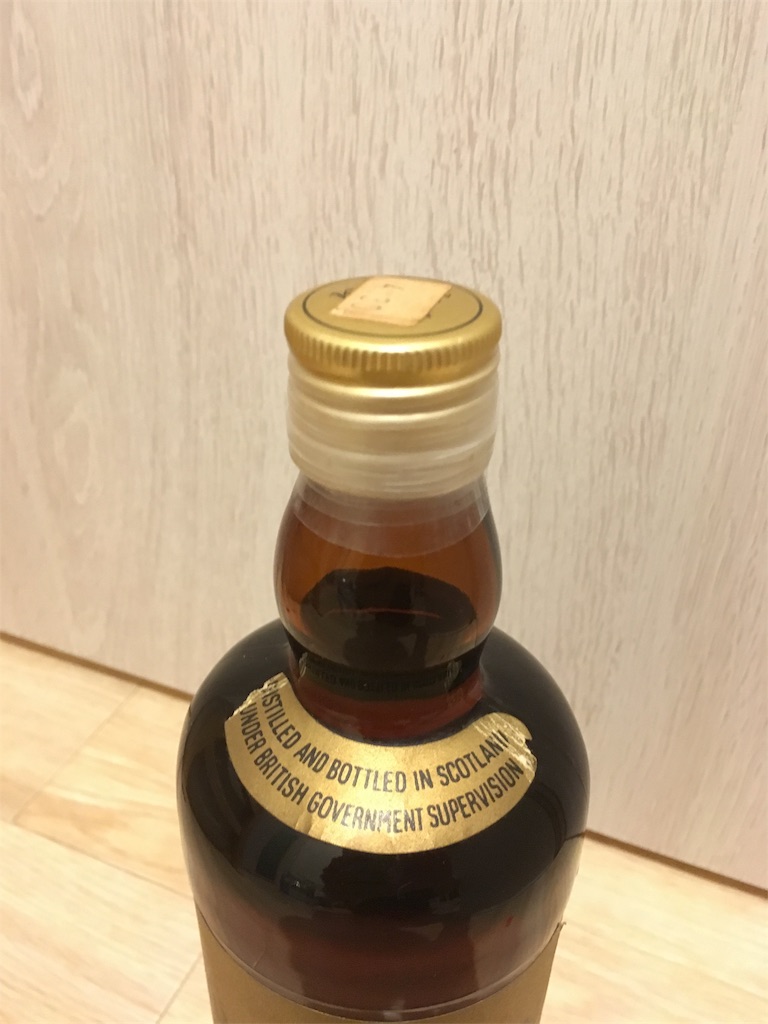 DISTILLED AND BOTTLED IN SCOTLAND
UNDER BRITISH GOVERNMENT SUPERVISION